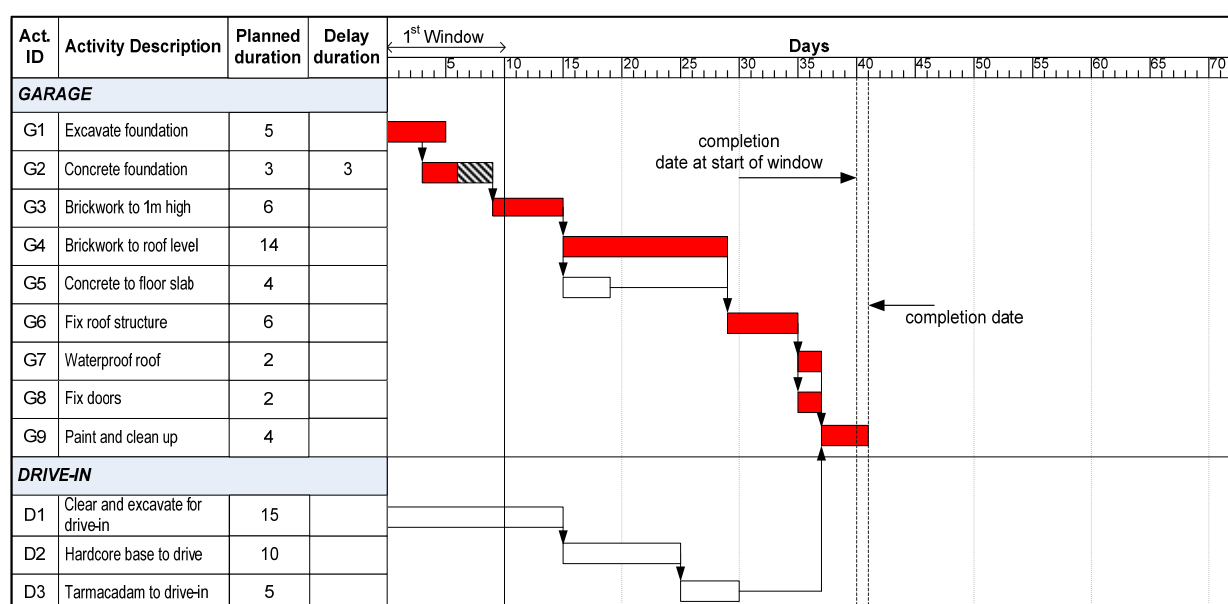 Act. ID Activity Description Planned duration Delay duration 1st Window Days
5 10 15 20 25 30 35 40 45 50 55 60 65 70
GARAGE
G1 Excavate foundation 5
completion
date at start of window
G2 Concrete foundation 3 3
G3 Brickwork to 1m high 6
G4 Brickwork to roof level 14
G5 Concrete to floor slab 4
G6 Fix roof structure 6
completion date
G7 Waterproof roof 2
G8 Fix doors 2
G9 Paint and clean up 4
DRIVE-IN
D1 Clear and excavate for drive-in 15
D2 Hardcore base to drive 10
D3 Tarmacadam to drive-in 5